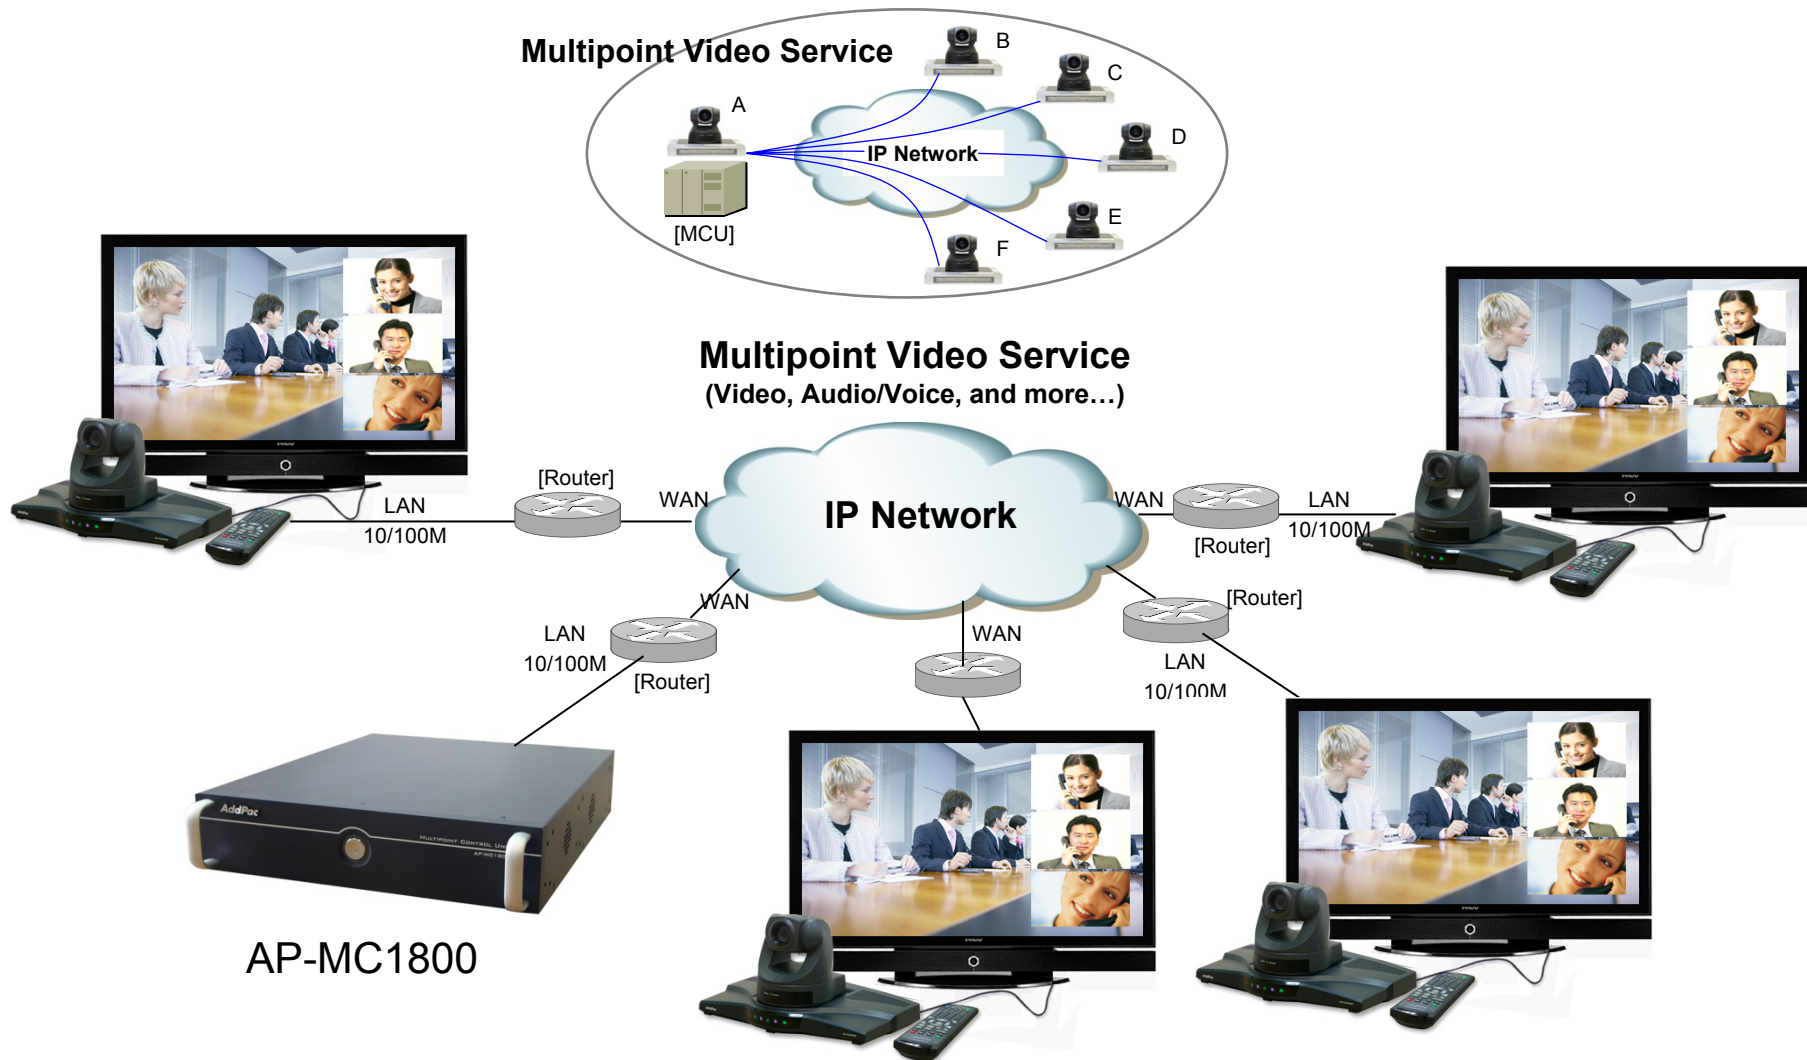 Multipoint Video Service
B
C
A
D
IP Network
E
[MCU]
F
Multipoint Video Service
(Video, Audio/Voice, and more…)
[Router]
WAN
LAN
10/100M
IP Network
WAN
LAN
10/100M
[Router]
WAN
[Router]
LAN
10/100M
[Router]
WAN
LAN
10/100M
AddPac
MULTIPOINT CONTROL UNIT
AP-MC1800
AP-MC1800